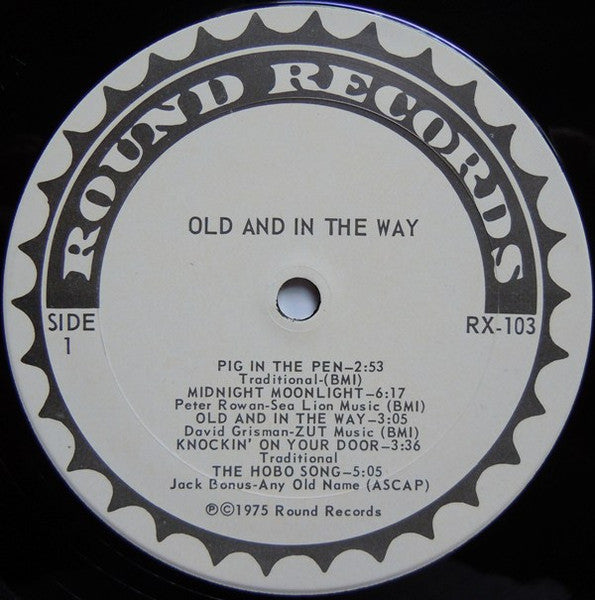 ROUND RECORDS
OLD AND IN THE WAY
SIDE
1
RX-103
PIG IN THE PEN—2:53
Traditional-(BMI)
MIDNIGHT MOONLIGHT—6:17
Peter Rowan-Sea Lion Music (BMI)
OLD AND IN THE WAY—3:05
David Grisman-ZUT Music (BMI)
KNOCKIN' ON YOUR DOOR—3:36
Traditional
THE HOBO SONG—5:05
Jack Bonus-Any Old Name (ASCAP)
℗©1975 Round Records